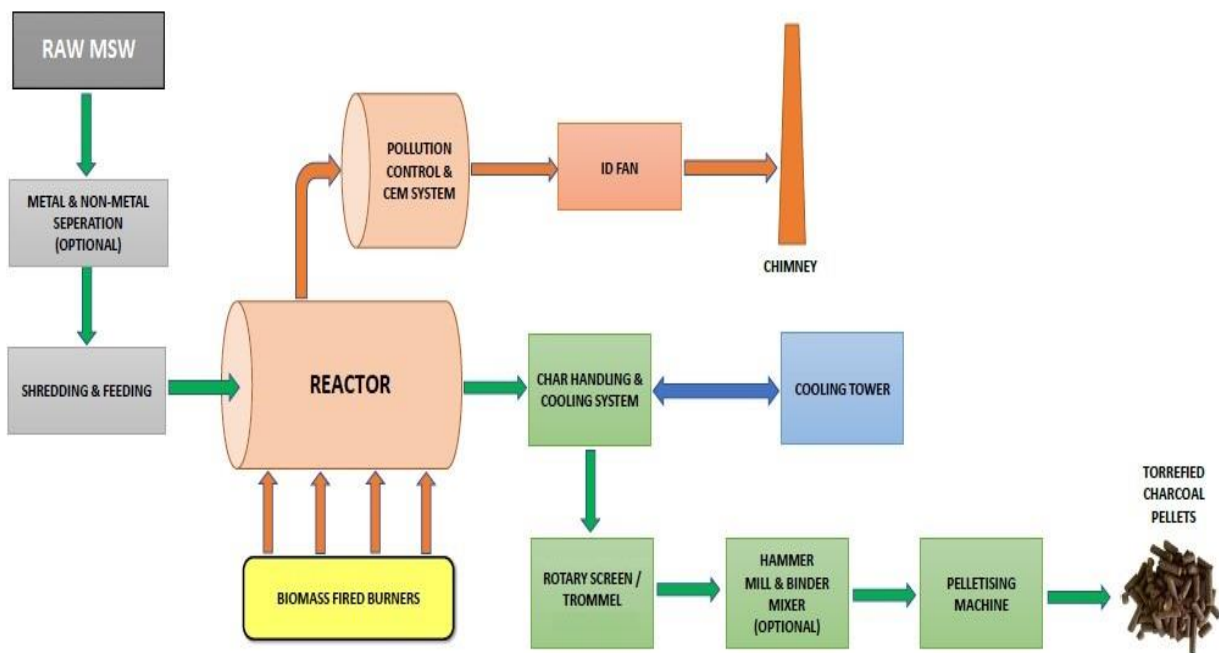 RAW MSW
METAL & NON-METAL
SEPERATION
(OPTIONAL)
SHREDDING & FEEDING
REACTOR
BIOMASS FIRED BURNERS
POLLUTION
CONTROL &
CEM SYSTEM
ID FAN
CHIMNEY
CHAR HANDLING &
COOLING SYSTEM
COOLING TOWER
ROTARY SCREEN /
TROMMEL
HAMMER
MILL & BINDER
MIXER
(OPTIONAL)
PELLETISING
MACHINE
TORREFIED
CHARCOAL
PELLETS